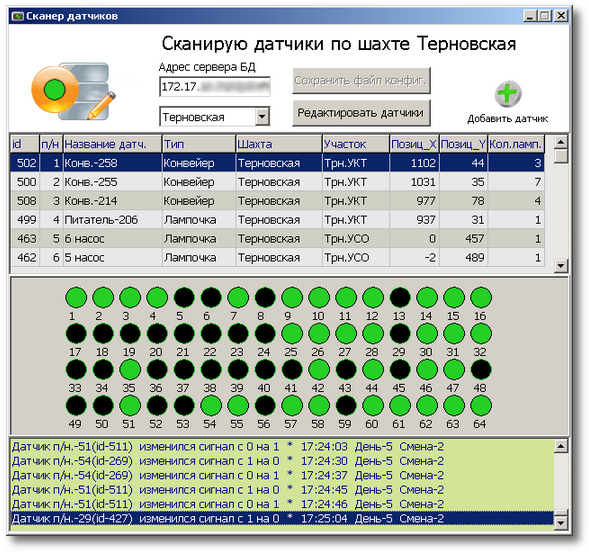 Сканер датчиков
Сканирую датчики по шахте Терновская
Адрес сервера БД
172.17.
Сохранить файл конфиг.
Терновская
Редактировать датчики
Добавить датчик
id п/н Название датч. Тип Шахта Участок Позиц_X Позиц_Y Кол.ламп.
502 1 Конв.-258 Конвейер Терновская Трн.УКТ 1102 44 3
500 2 Конв.-255 Конвейер Терновская Трн.УКТ 1031 35 7
508 3 Конв.-214 Конвейер Терновская Трн.УКТ 977 78 4
499 4 Питатель-206 Лампочка Терновская Трн.УКТ 937 31 1
463 5 6 насос Лампочка Терновская Трн.УСО 0 457 1
462 6 5 насос Лампочка Терновская Трн.УСО -2 489 1
1 2 3 4 5 6 7 8 9 10 11 12 13 14 15 16
17 18 19 20 21 22 23 24 25 26 27 28 29 30 31 32
33 34 35 36 37 38 39 40 41 42 43 44 45 46 47 48
49 50 51 52 53 54 55 56 57 58 59 60 61 62 63 64
Датчик п/н.-51(id-511) изменился сигнал с 0 на 1 * 17:24:03 День-5 Смена-2
Датчик п/н.-54(id-269) изменился сигнал с 1 на 0 * 17:24:30 День-5 Смена-2
Датчик п/н.-54(id-269) изменился сигнал с 0 на 1 * 17:24:37 День-5 Смена-2
Датчик п/н.-51(id-511) изменился сигнал с 1 на 0 * 17:24:45 День-5 Смена-2
Датчик п/н.-51(id-511) изменился сигнал с 0 на 1 * 17:24:46 День-5 Смена-2
Датчик п/н.-29(id-427) изменился сигнал с 1 на 0 * 17:25:04 День-5 Смена-2